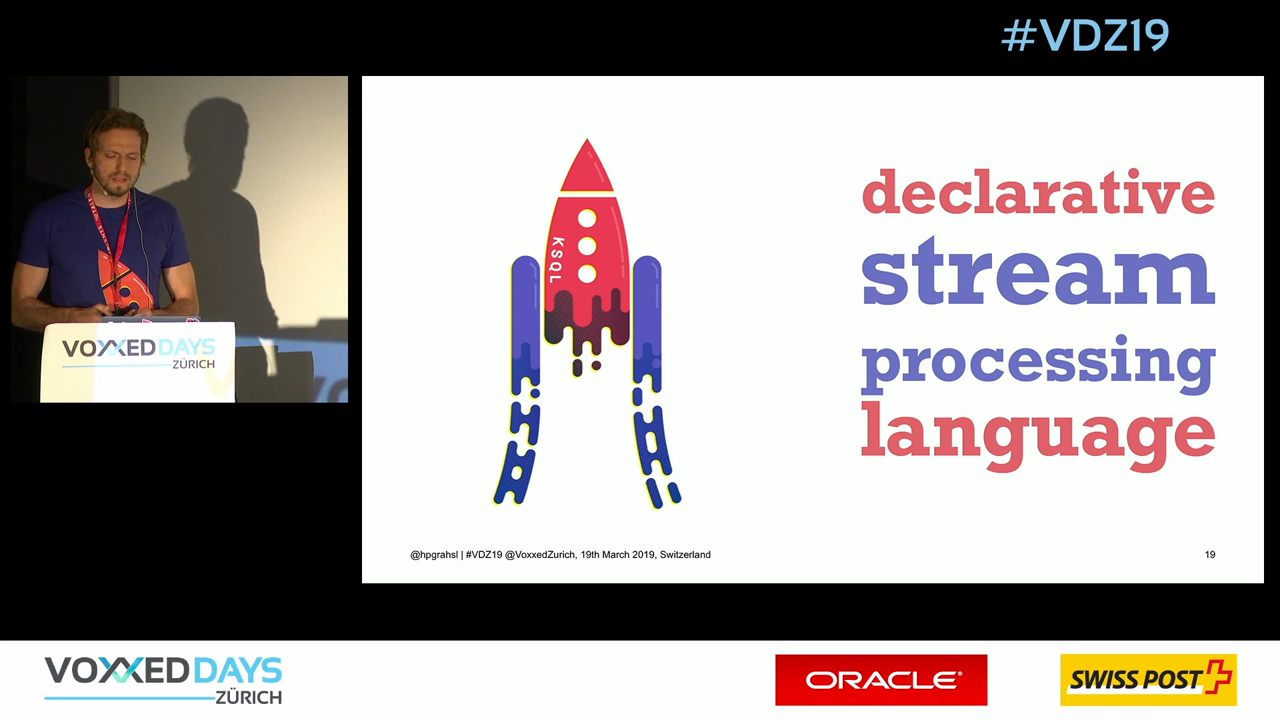 #VDZ19
VOXXED DAYS
ZÜRICH
KSQL
declarative
stream
processing
language
@hpgrahsl | #VDZ19 @VoxxedZurich, 19th March 2019, Switzerland
19
VOXXED DAYS
ZÜRICH
ORACLE®
SWISS POST